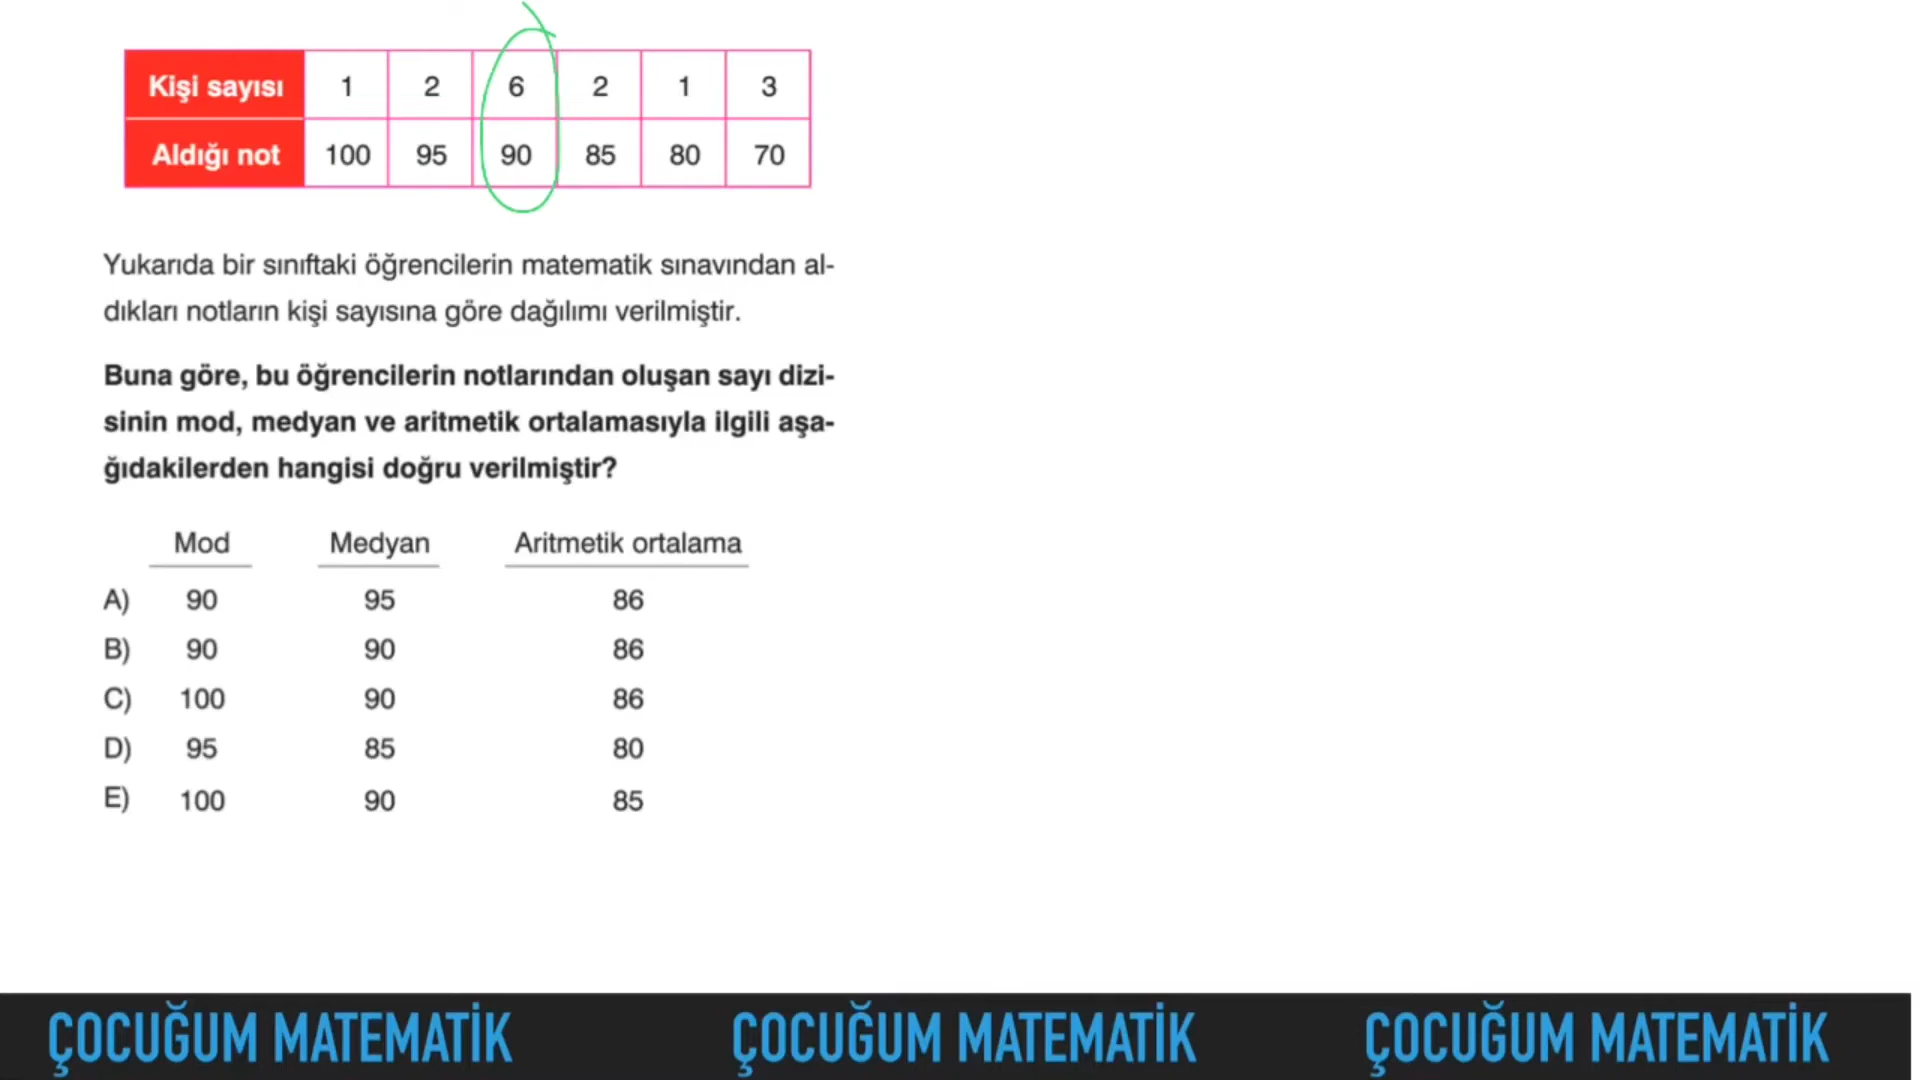 Kişi sayısı 1 2 6 2 1 3
Aldığı not 100 95 90 85 80 70
Yukarıda bir sınıftaki öğrencilerin matematik sınavından al-
dıkları notların kişi sayısına göre dağılımı verilmiştir.
Buna göre, bu öğrencilerin notlarından oluşan sayı dizi-
sinin mod, medyan ve aritmetik ortalamasıyla ilgili aşa-
ğıdakilerden hangisi doğru verilmiştir?
Mod Medyan Aritmetik ortalama
A) 90 95 86
B) 90 90 86
C) 100 90 86
D) 95 85 80
E) 100 90 85
ÇOCUĞUM MATEMATİK ÇOCUĞUM MATEMATİK ÇOCUĞUM MATEMATİK